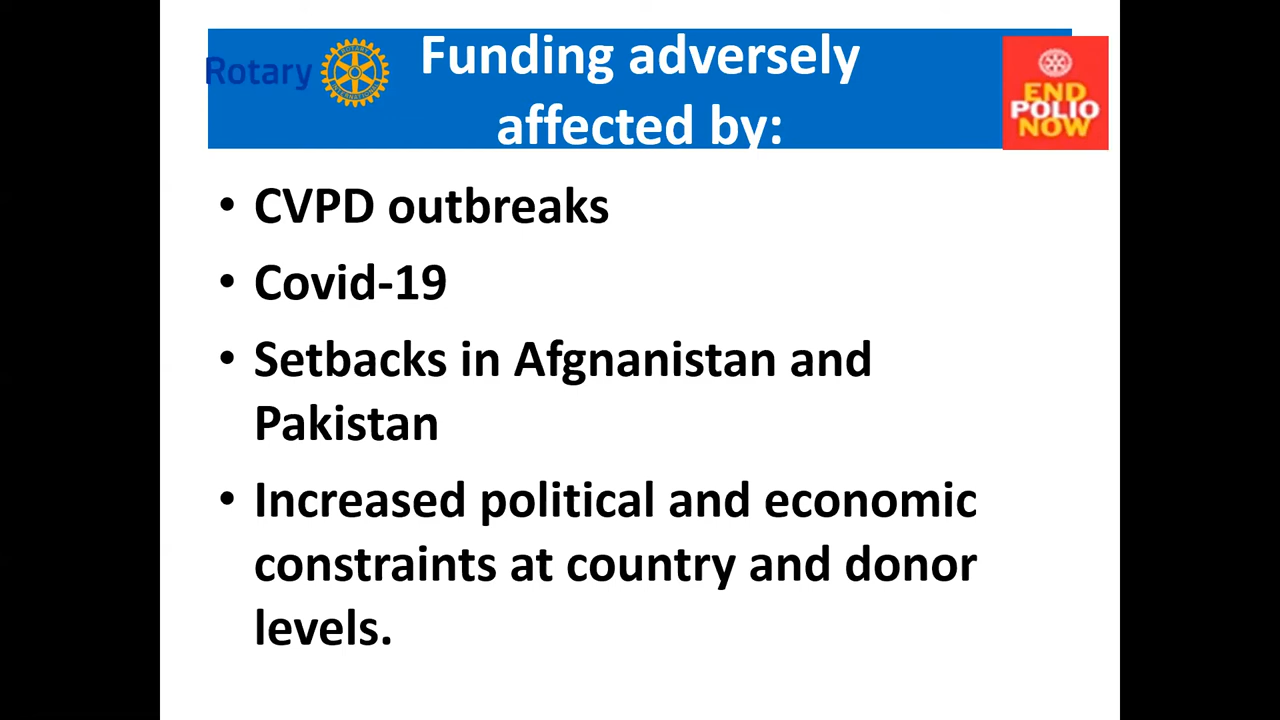 Rotary
Funding adversely
affected by:
END
POLIO
NOW
• CVPD outbreaks
• Covid-19
• Setbacks in Afgnanistan and
Pakistan
• Increased political and economic
constraints at country and donor
levels.